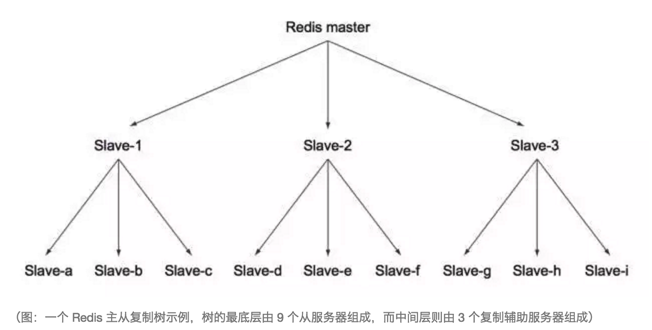 Redis master
Slave-1 Slave-2 Slave-3
Slave-a Slave-b Slave-c Slave-d Slave-e Slave-f Slave-g Slave-h Slave-i
（图：一个 Redis 主从复制树示例，树的最底层由 9 个从服务器组成，而中间层则由 3 个复制辅助服务器组成）